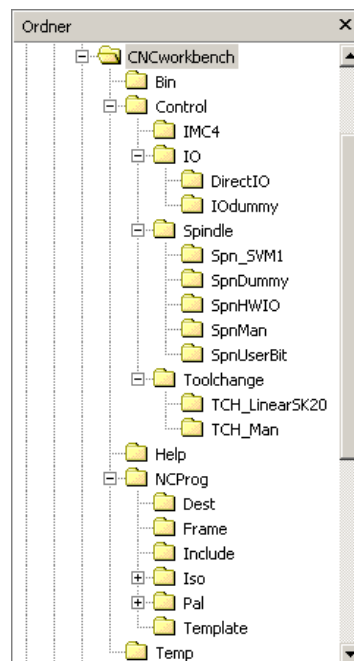 Ordner
CNCworkbench
Bin
Control
IMC4
IO
DirectIO
IOdummy
Spindle
Spn_SVM1
SpnDummy
SpnHWIO
SpnMan
SpnUserBit
Toolchange
TCH_LinearSK20
TCH_Man
Help
NCProg
Dest
Frame
Include
Iso
Pal
Template
Temp